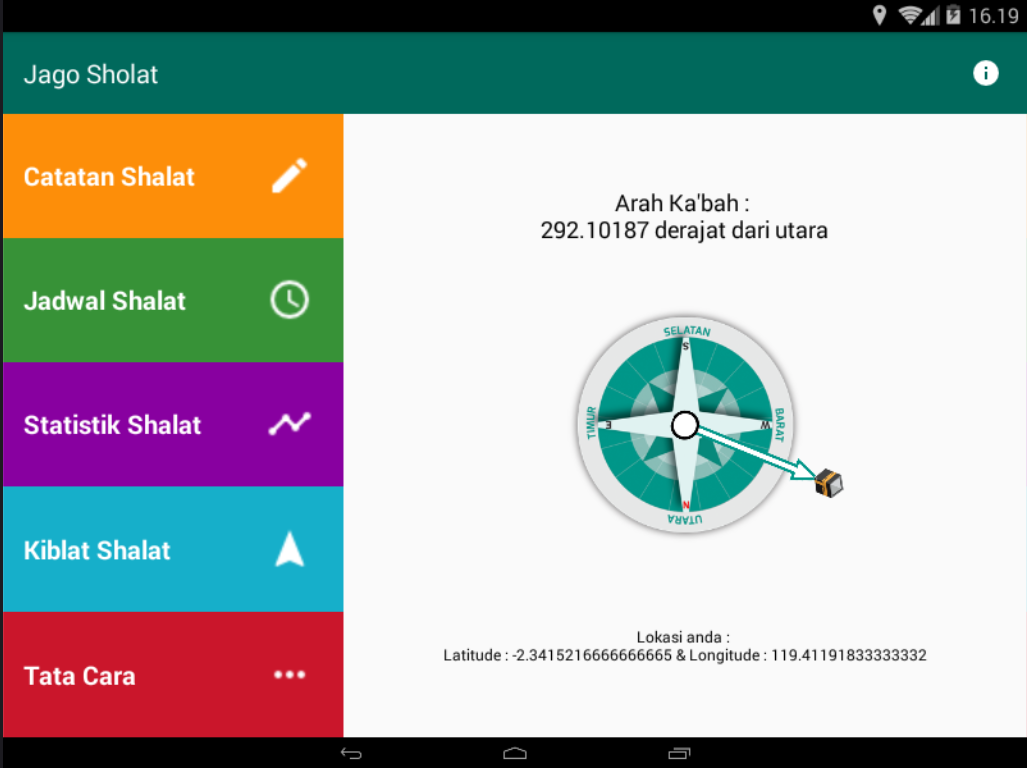 16.19
Jago Sholat
Catatan Shalat
Jadwal Shalat
Statistik Shalat
Kiblat Shalat
Tata Cara
Arah Ka'bah :
292.10187 derajat dari utara
SELATAN
S
TIMUR
E
W
BARAT
N
UTARA
Lokasi anda :
Latitude : -2.3415216666666665 & Longitude : 119.41191833333332